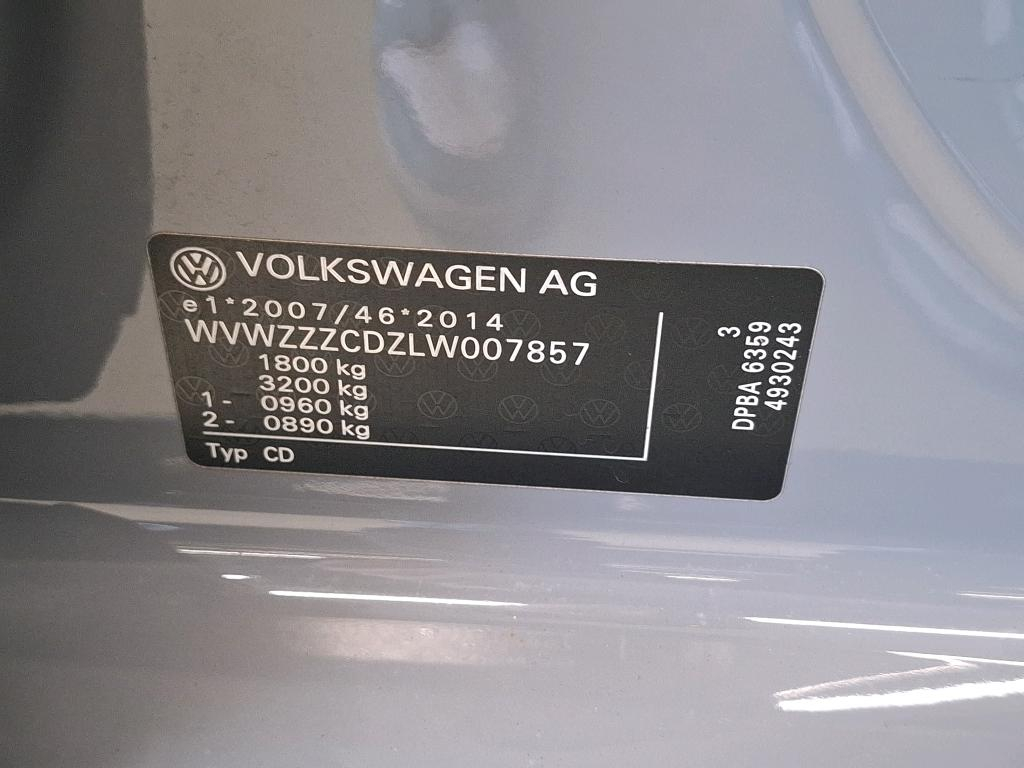 VOLKSWAGEN AG
e1*2007/46*2014
WVWZZZCDZLW007857
1800 kg
3200 kg
1- 0960 kg
2- 0890 kg
Typ CD
3
DPBA 6359
4930243